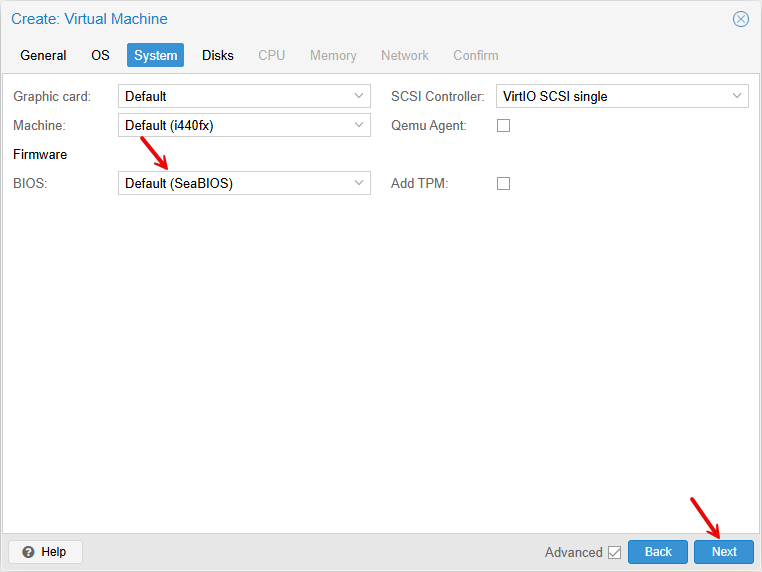 Create: Virtual Machine
General OS System Disks CPU Memory Network Confirm
Graphic card: Default SCSI Controller: VirtIO SCSI single
Machine: Default (i440fx) Qemu Agent:
Firmware
BIOS: Default (SeaBIOS) Add TPM:
Help Advanced Back Next